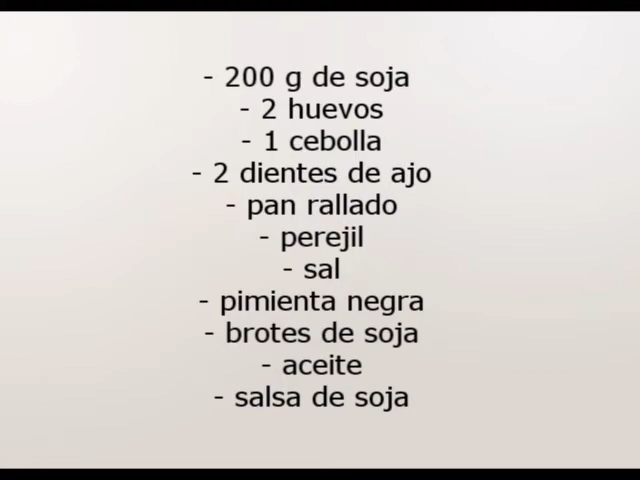 - 200 g de soja
- 2 huevos
- 1 cebolla
- 2 dientes de ajo
- pan rallado
- perejil
- sal
- pimienta negra
- brotes de soja
- aceite
- salsa de soja